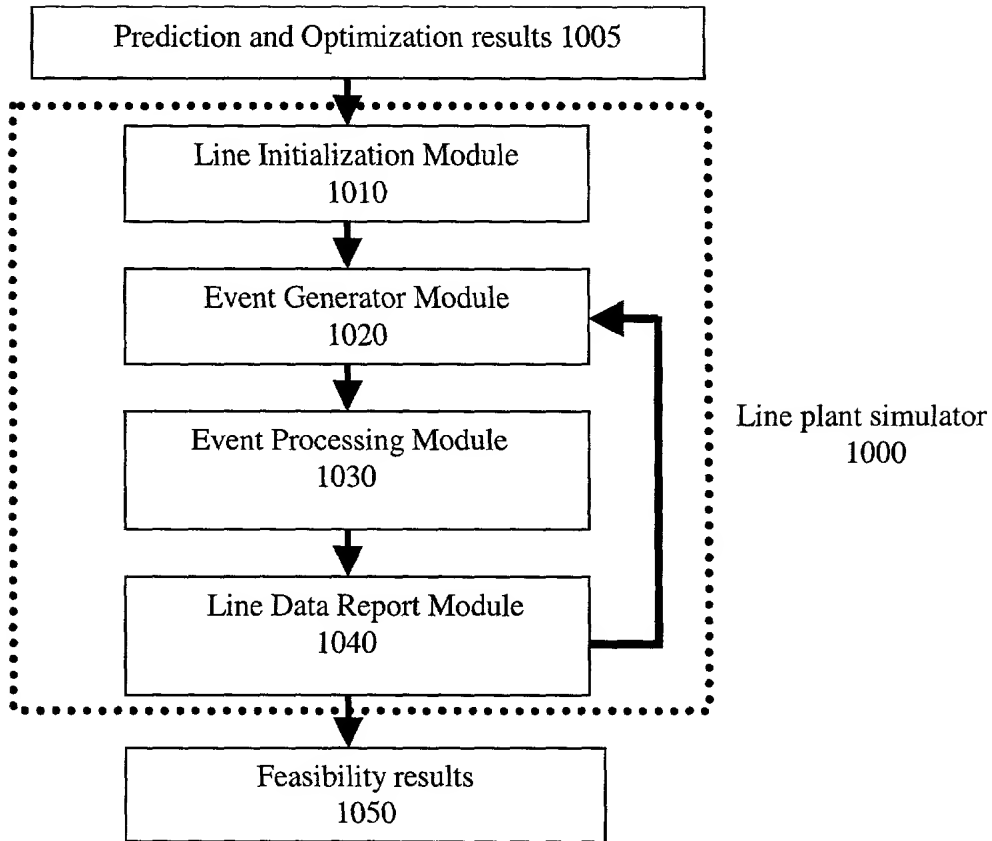 Prediction and Optimization results 1005
Line Initialization Module
1010
Event Generator Module
1020
Event Processing Module
1030
Line Data Report Module
1040
Line plant simulator
1000
Feasibility results
1050